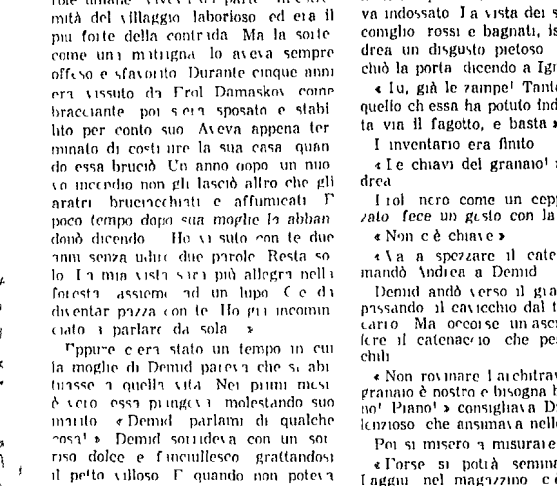 mità del villaggio laborioso ed era il
più forte della contrada Ma la sorte
come una matrigna lo aveva sempre
offeso e sfavorito Durante cinque anni
era vissuto da Frol Damaskov come
bracciante poi s era sposato e stabi
lito per conto suo Aveva appena ter
minato di costruire la sua casa quan
do essa bruciò Un anno dopo un nuo
vo incendio non gli lasciò altro che gli
aratri bruciacchiati e affumicati E
poco tempo dopo sua moglie la abban
donò dicendo Ho vissuto con te due
anni senza udire due parole Resta so
lo La mia vista sarà più allegra nella
foresta assieme ad un lupo C e da
diventar pazza con te Ho già incomin
ciato a parlare da sola »
Eppure c era stato un tempo in cui
la moglie di Demid pareva che si abi
tuasse a quella vita Nei primi mesi
è vero essa piangeva molestando suo
marito « Demid parlami di qualche
cosa! » Demid sorrideva con un sor
riso dolce e fanciullesco grattandosi
il petto villoso E quando non poteva
va indossato La vista dei s
coniglio rossi e bagnati, is
drea un disgusto pietoso
chiò la porta dicendo a Ign
« Tu, giù le zampe! Tant
quello ch essa ha potuto ind
ta via il fagotto, e basta »
L inventario era finito
« Le chiavi del granaio! »
drea
Frol nero come un cepp
zato fece un gesto con la
« Non c è chiave »
« Va a spezzare il cate
mandò Andrea a Demid
Demid andò verso il gra
passando il cavicchio dal
cario Ma occorse un asci
fere il catenaccio che pe
chili
« Non rovinare l architrav
granaio è nostro e bisogna
no! Piano! » consigliava D
lenzioso che ansimava nell
Poi si misero a misurare
« Forse si potrà semin
Laggiù nel magazzino c è